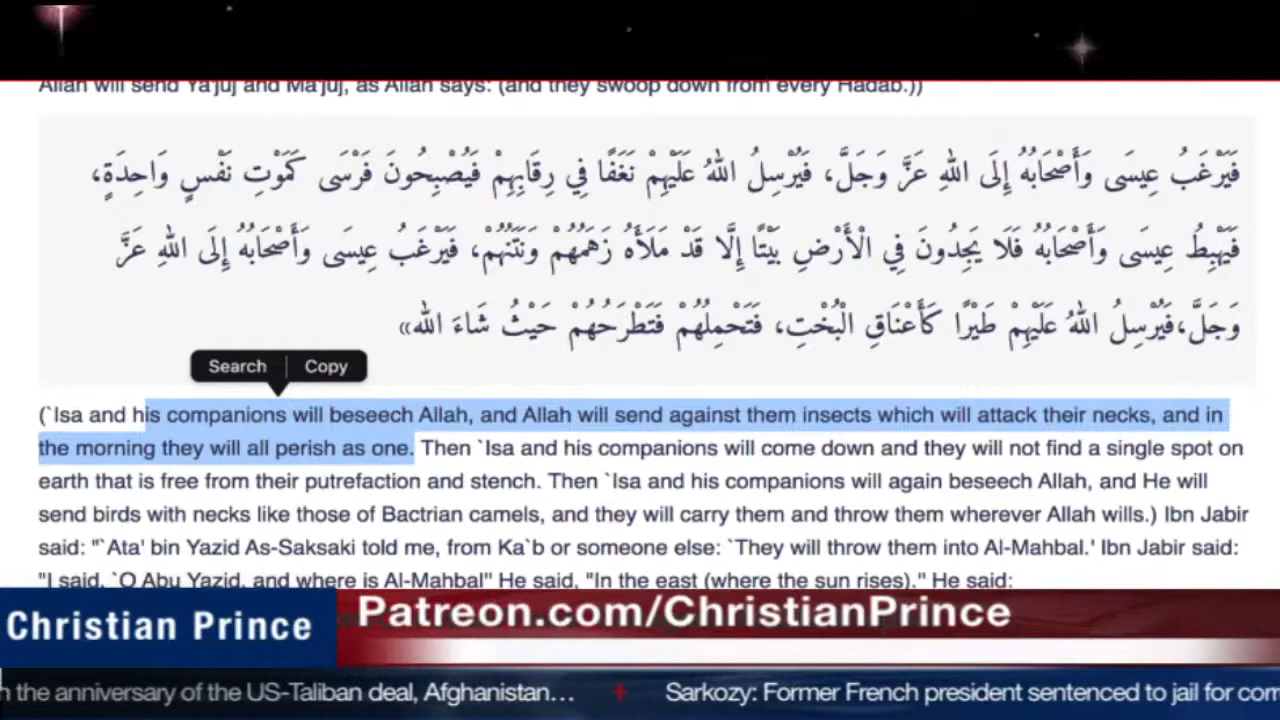 Allah will send Ya'juj and Ma'juj, as Allah says: (and they swoop down from every Hadab.))
فَيَرْغَبُ عِيسَى وَأَصْحَابُهُ إِلَى اللهِ عَزَّ وَجَلَّ، فَيُرْسِلُ اللهُ عَلَيْهِمْ نَغَفًا فِي رِقَابِهِمْ فَيُصْبِحُونَ فَرْسَى كَمَوْتِ نَفْسٍ وَاحِدَةٍ،
فَيَهْبِطُ عِيسَى وَأَصْحَابُهُ فَلَا يَجِدُونَ فِي الْأَرْضِ بَيْتًا إِلَّا قَدْ مَلَأَهُ زَهَمُهُمْ وَنَتَنُهُمْ، فَيَرْغَبُ عِيسَى وَأَصْحَابُهُ إِلَى اللهِ عَزَّ
وَجَلَّ،فَيُرْسِلُ اللهُ عَلَيْهِمْ طَيْرًا كَأَعْنَاقِ الْبُخْتِ، فَتَحْمِلُهُمْ فَتَطْرَحُهُمْ حَيْثُ شَاءَ الله»
Search Copy
(`Isa and his companions will beseech Allah, and Allah will send against them insects which will attack their necks, and in
the morning they will all perish as one. Then `Isa and his companions will come down and they will not find a single spot on
earth that is free from their putrefaction and stench. Then `Isa and his companions will again beseech Allah, and He will
send birds with necks like those of Bactrian camels, and they will carry them and throw them wherever Allah wills.) Ibn Jabir
said: "`Ata' bin Yazid As-Saksaki told me, from Ka`b or someone else: `They will throw them into Al-Mahbal.' Ibn Jabir said:
"I said, `O Abu Yazid, and where is Al-Mahbal" He said, "In the east (where the sun rises)." He said:
Christian Prince
Patreon.com/ChristianPrince
the anniversary of the US-Taliban deal, Afghanistan... Sarkozy: Former French president sentenced to jail for